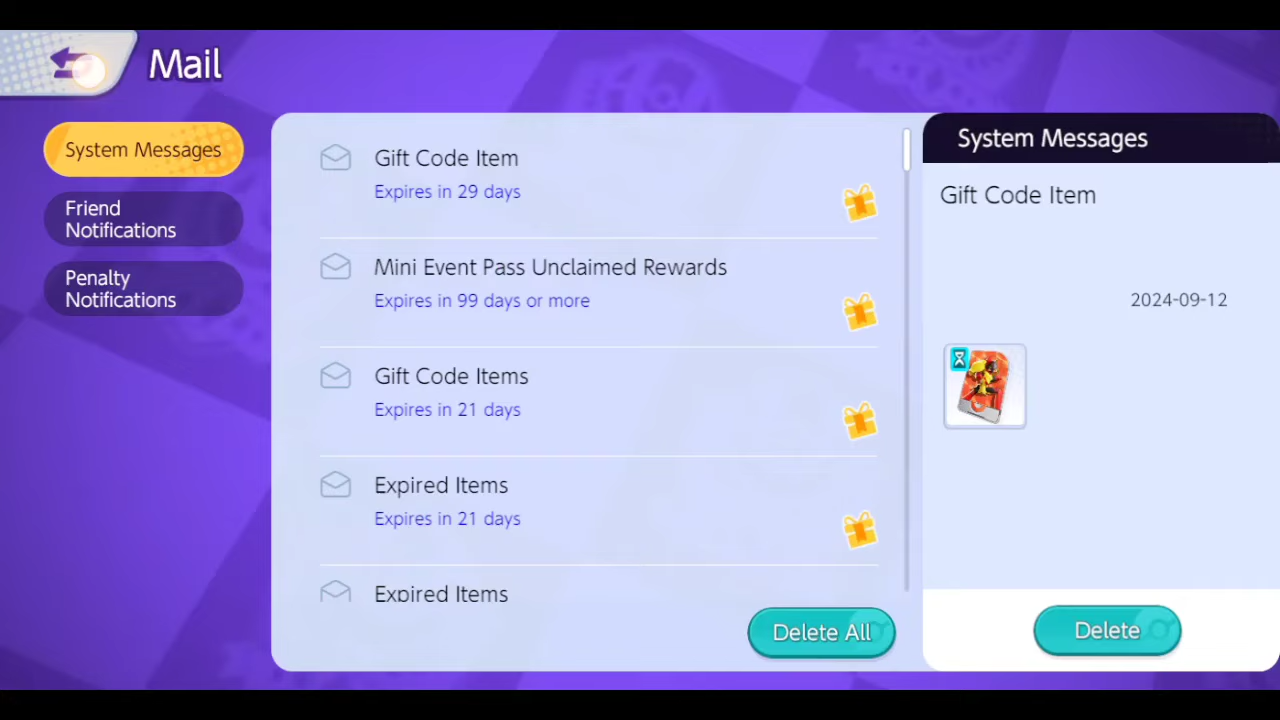 Mail
System Messages
Friend
Notifications
Penalty
Notifications
Gift Code Item
Expires in 29 days
Mini Event Pass Unclaimed Rewards
Expires in 99 days or more
Gift Code Items
Expires in 21 days
Expired Items
Expires in 21 days
Expired Items
Delete All
System Messages
Gift Code Item
2024-09-12
Delete